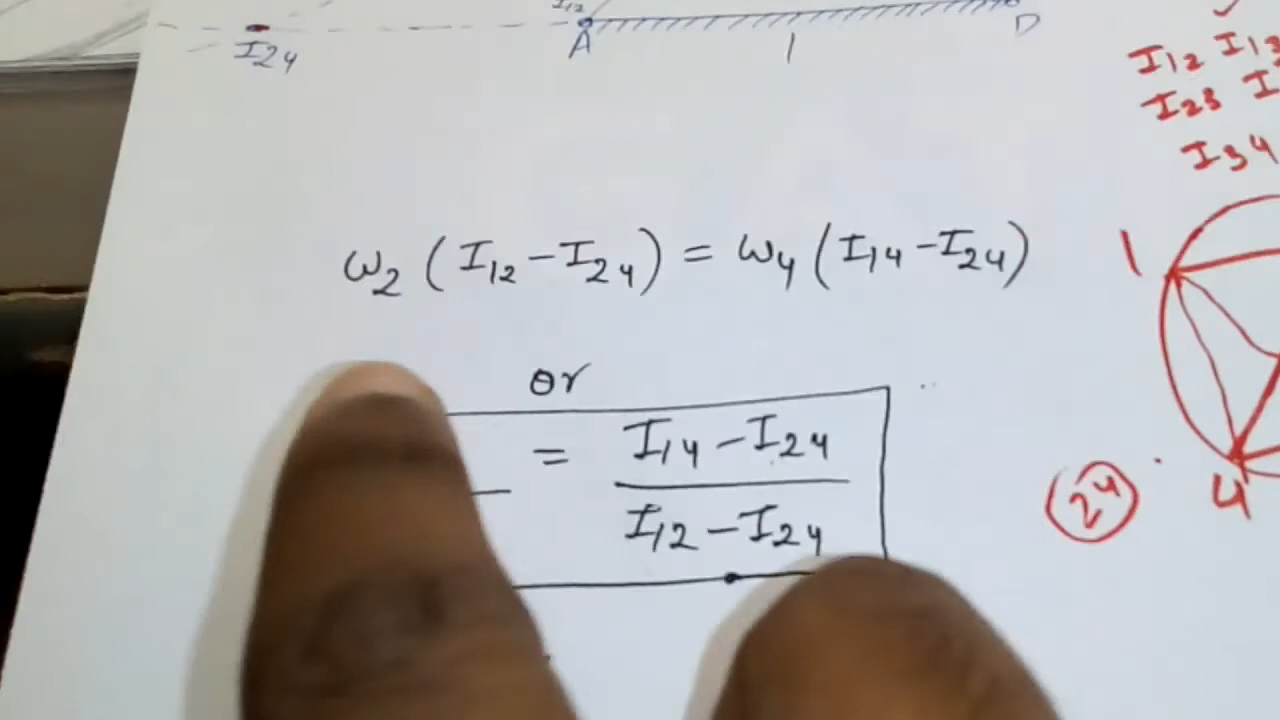 I12
I24 A 1 D
I12 I13
I23 I
I34
ω2 (I12 - I24) = ω4 (I14 - I24)
1
or
= I14 - I24
I12 - I24
24
4